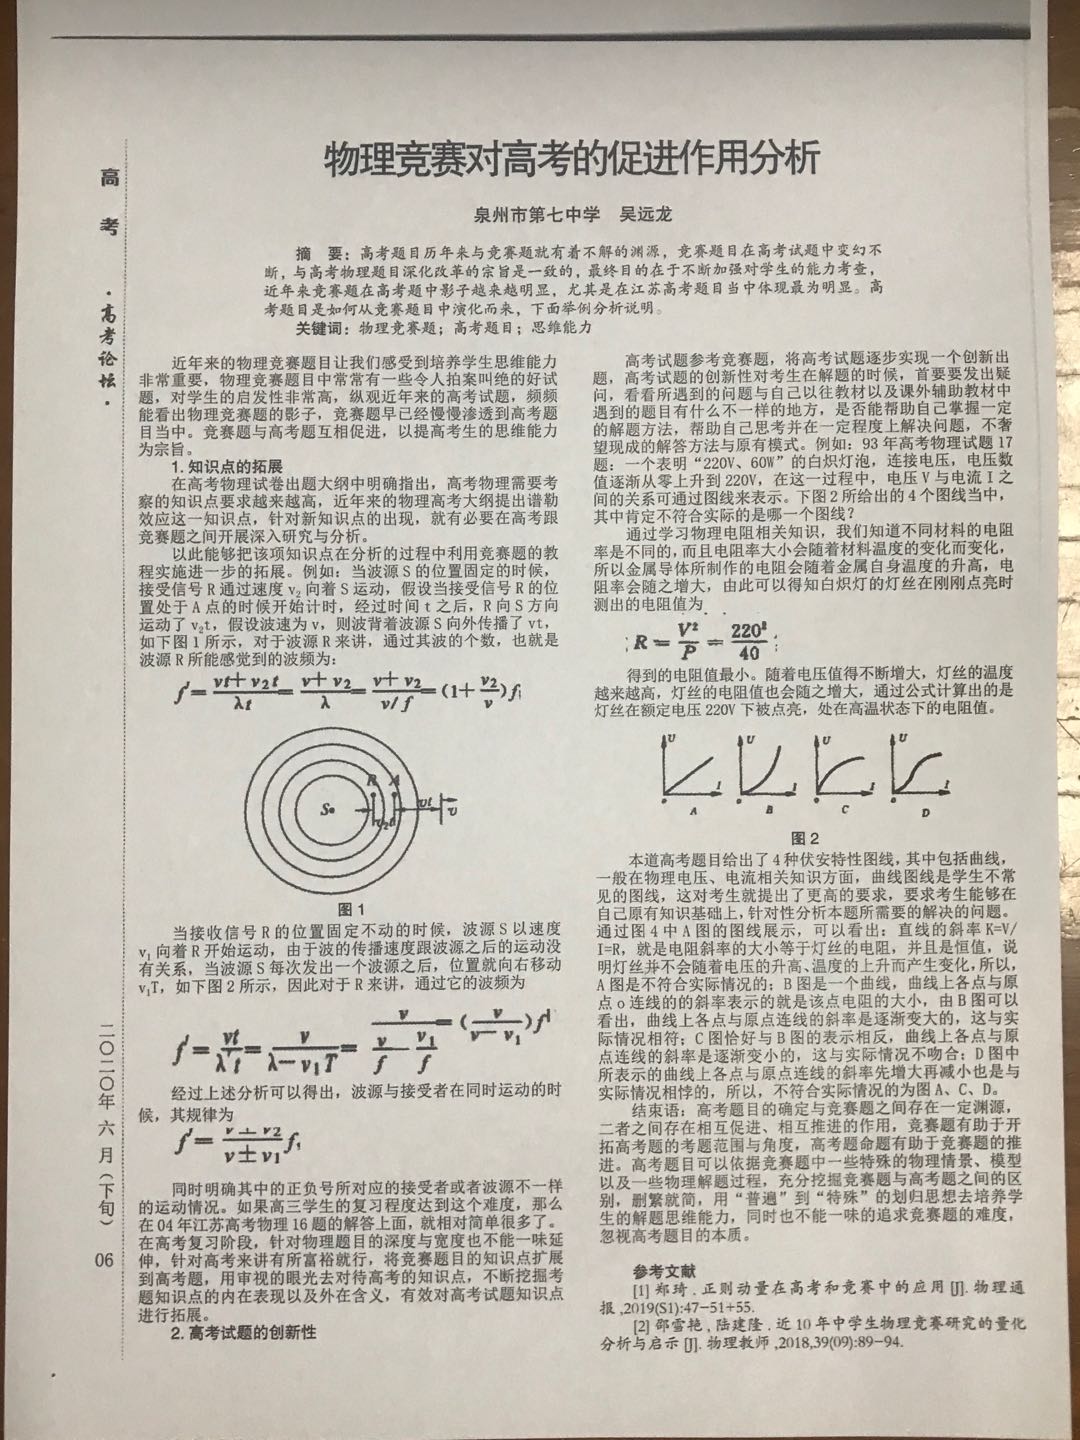 高考
·高考论坛·
二〇二〇年六月（下旬）
06
物理竞赛对高考的促进作用分析
泉州市第七中学 吴远龙
摘 要：高考题目历年来与竞赛题就有着不解的渊源，竞赛题目在高考试题中变幻不
断，与高考物理题目深化改革的宗旨是一致的，最终目的在于不断加强对学生的能力考查，
近年来竞赛题在高考题中影子越来越明显，尤其是在江苏高考题目当中体现最为明显。高
考题目是如何从竞赛题目中演化而来，下面举例分析说明。
关键词：物理竞赛题；高考题目；思维能力
近年来的物理竞赛题目让我们感受到培养学生思维能力
非常重要，物理竞赛题目中常常有一些令人拍案叫绝的好试
题，对学生的启发性非常高，纵观近年来的高考试题，频频
能看出物理竞赛题的影子，竞赛题早已经慢慢渗透到高考题
目当中。竞赛题与高考题互相促进，以提高考生的思维能力
为宗旨。
1. 知识点的拓展
在高考物理试卷出题大纲中明确指出，高考物理需要考
察的知识点要求越来越高，近年来的物理高考大纲提出谱勒
效应这一知识点，针对新知识点的出现，就有必要在高考跟
竞赛题之间开展深入研究与分析。
以此能够把该项知识点在分析的过程中利用竞赛题的教
程实施进一步的拓展。例如：当波源 S 的位置固定的时候，
接受信号 R 通过速度 v₂ 向着 S 运动，假设当接受信号 R 的位
置处于 A 点的时候开始计时，经过时间 t 之后，R 向 S 方向
运动了 v₂t，假设波速为 v，则波背着波源 S 向外传播了 vt，
如下图 1 所示，对于波源 R 来讲，通过其波的个数，也就是
波源 R 所能感觉到的波频为：
f′= (vt+v₂t)/λt = (v+v₂)/λ = (v+v₂)/(v/f) =(1+v₂/v)f;
S R A v₂t vt v
图 1
当接收信号 R 的位置固定不动的时候，波源 S 以速度
v₁ 向着 R 开始运动，由于波的传播速度跟波源之后的运动没
有关系，当波源 S 每次发出一个波源之后，位置就向右移动
v₁T，如下图 2 所示，因此对于 R 来讲，通过它的波频为
f′= vt/λ′t = v/(λ−v₁T) = v/(v/f − v₁/f) =(v/(v−v₁))f
经过上述分析可以得出，波源与接受者在同时运动的时
候，其规律为
f′= (v±v₂)/(v±v₁) f,
同时明确其中的正负号所对应的接受者或者波源不一样
的运动情况。如果高三学生的复习程度达到这个难度，那么
在 04 年江苏高考物理 16 题的解答上面，就相对简单很多了。
在高考复习阶段，针对物理题目的深度与宽度也不能一味延
伸，针对高考来讲有所富裕就行，将竞赛题目的知识点扩展
到高考题，用审视的眼光去对待高考的知识点，不断挖掘考
题知识点的内在表现以及外在含义，有效对高考试题知识点
进行拓展。
2. 高考试题的创新性
高考试题参考竞赛题，将高考试题逐步实现一个创新出
题，高考试题的创新性对考生在解题的时候，首要要发出疑
问，看看所遇到的问题与自己以往教材以及课外辅助教材中
遇到的题目有什么不一样的地方，是否能帮助自己掌握一定
的解题方法，帮助自己思考并在一定程度上解决问题，不奢
望现成的解答方法与原有模式。例如：93 年高考物理试题 17
题：一个表明“220V、60W”的白炽灯泡，连接电压，电压数
值逐渐从零上升到 220V，在这一过程中，电压 V 与电流 I 之
间的关系可通过图线来表示。下图 2 所给出的 4 个图线当中，
其中肯定不符合实际的是哪一个图线？
通过学习物理电阻相关知识，我们知道不同材料的电阻
率是不同的，而且电阻率大小会随着材料温度的变化而变化，
所以金属导体所制作的电阻会随着金属自身温度的升高，电
阻率会随之增大，由此可以得知白炽灯的灯丝在刚刚点亮时
测出的电阻值为
R = V²/P = 220²/40;
得到的电阻值最小。随着电压值得不断增大，灯丝的温度
越来越高，灯丝的电阻值也会随之增大，通过公式计算出的是
灯丝在额定电压 220V 下被点亮，处在高温状态下的电阻值。
U U U U
I I I I
A B C D
图 2
本道高考题目给出了 4 种伏安特性图线，其中包括曲线，
一般在物理电压、电流相关知识方面，曲线图线是学生不常
见的图线，这对考生就提出了更高的要求，要求考生能够在
自己原有知识基础上，针对性分析本题所需要的解决的问题。
通过图 4 中 A 图的图线展示，可以看出：直线的斜率 K=V/
I=R，就是电阻斜率的大小等于灯丝的电阻，并且是恒值，说
明灯丝并不会随着电压的升高、温度的上升而产生变化，所以，
A 图是不符合实际情况的；B 图是一个曲线，曲线上各点与原
点 o 连线的的斜率表示的就是该点电阻的大小，由 B 图可以
看出，曲线上各点与原点连线的斜率是逐渐变大的，这与实
际情况相符；C 图恰好与 B 图的表示相反，曲线上各点与原
点连线的斜率是逐渐变小的，这与实际情况不吻合；D 图中
所表示的曲线上各点与原点连线的斜率先增大再减小也是与
实际情况相悖的，所以，不符合实际情况的为图 A、C、D。
结束语：高考题目的确定与竞赛题之间存在一定渊源，
二者之间存在相互促进、相互推进的作用，竞赛题有助于开
拓高考题的考题范围与角度，高考题命题有助于竞赛题的推
进。高考题目可以依据竞赛题中一些特殊的物理情景、模型
以及一些物理解题过程，充分挖掘竞赛题与高考题之间的区
别，删繁就简，用“普遍”到“特殊”的划归思想去培养学
生的解题思维能力，同时也不能一味的追求竞赛题的难度，
忽视高考题目的本质。
参考文献
[1] 郑琦．正则动量在高考和竞赛中的应用 [J]. 物理通
报 ,2019(S1):47-51+55.
[2] 邵雪艳 , 陆建隆．近 10 年中学生物理竞赛研究的量化
分析与启示 [J]. 物理教师 ,2018,39(09):89-94.